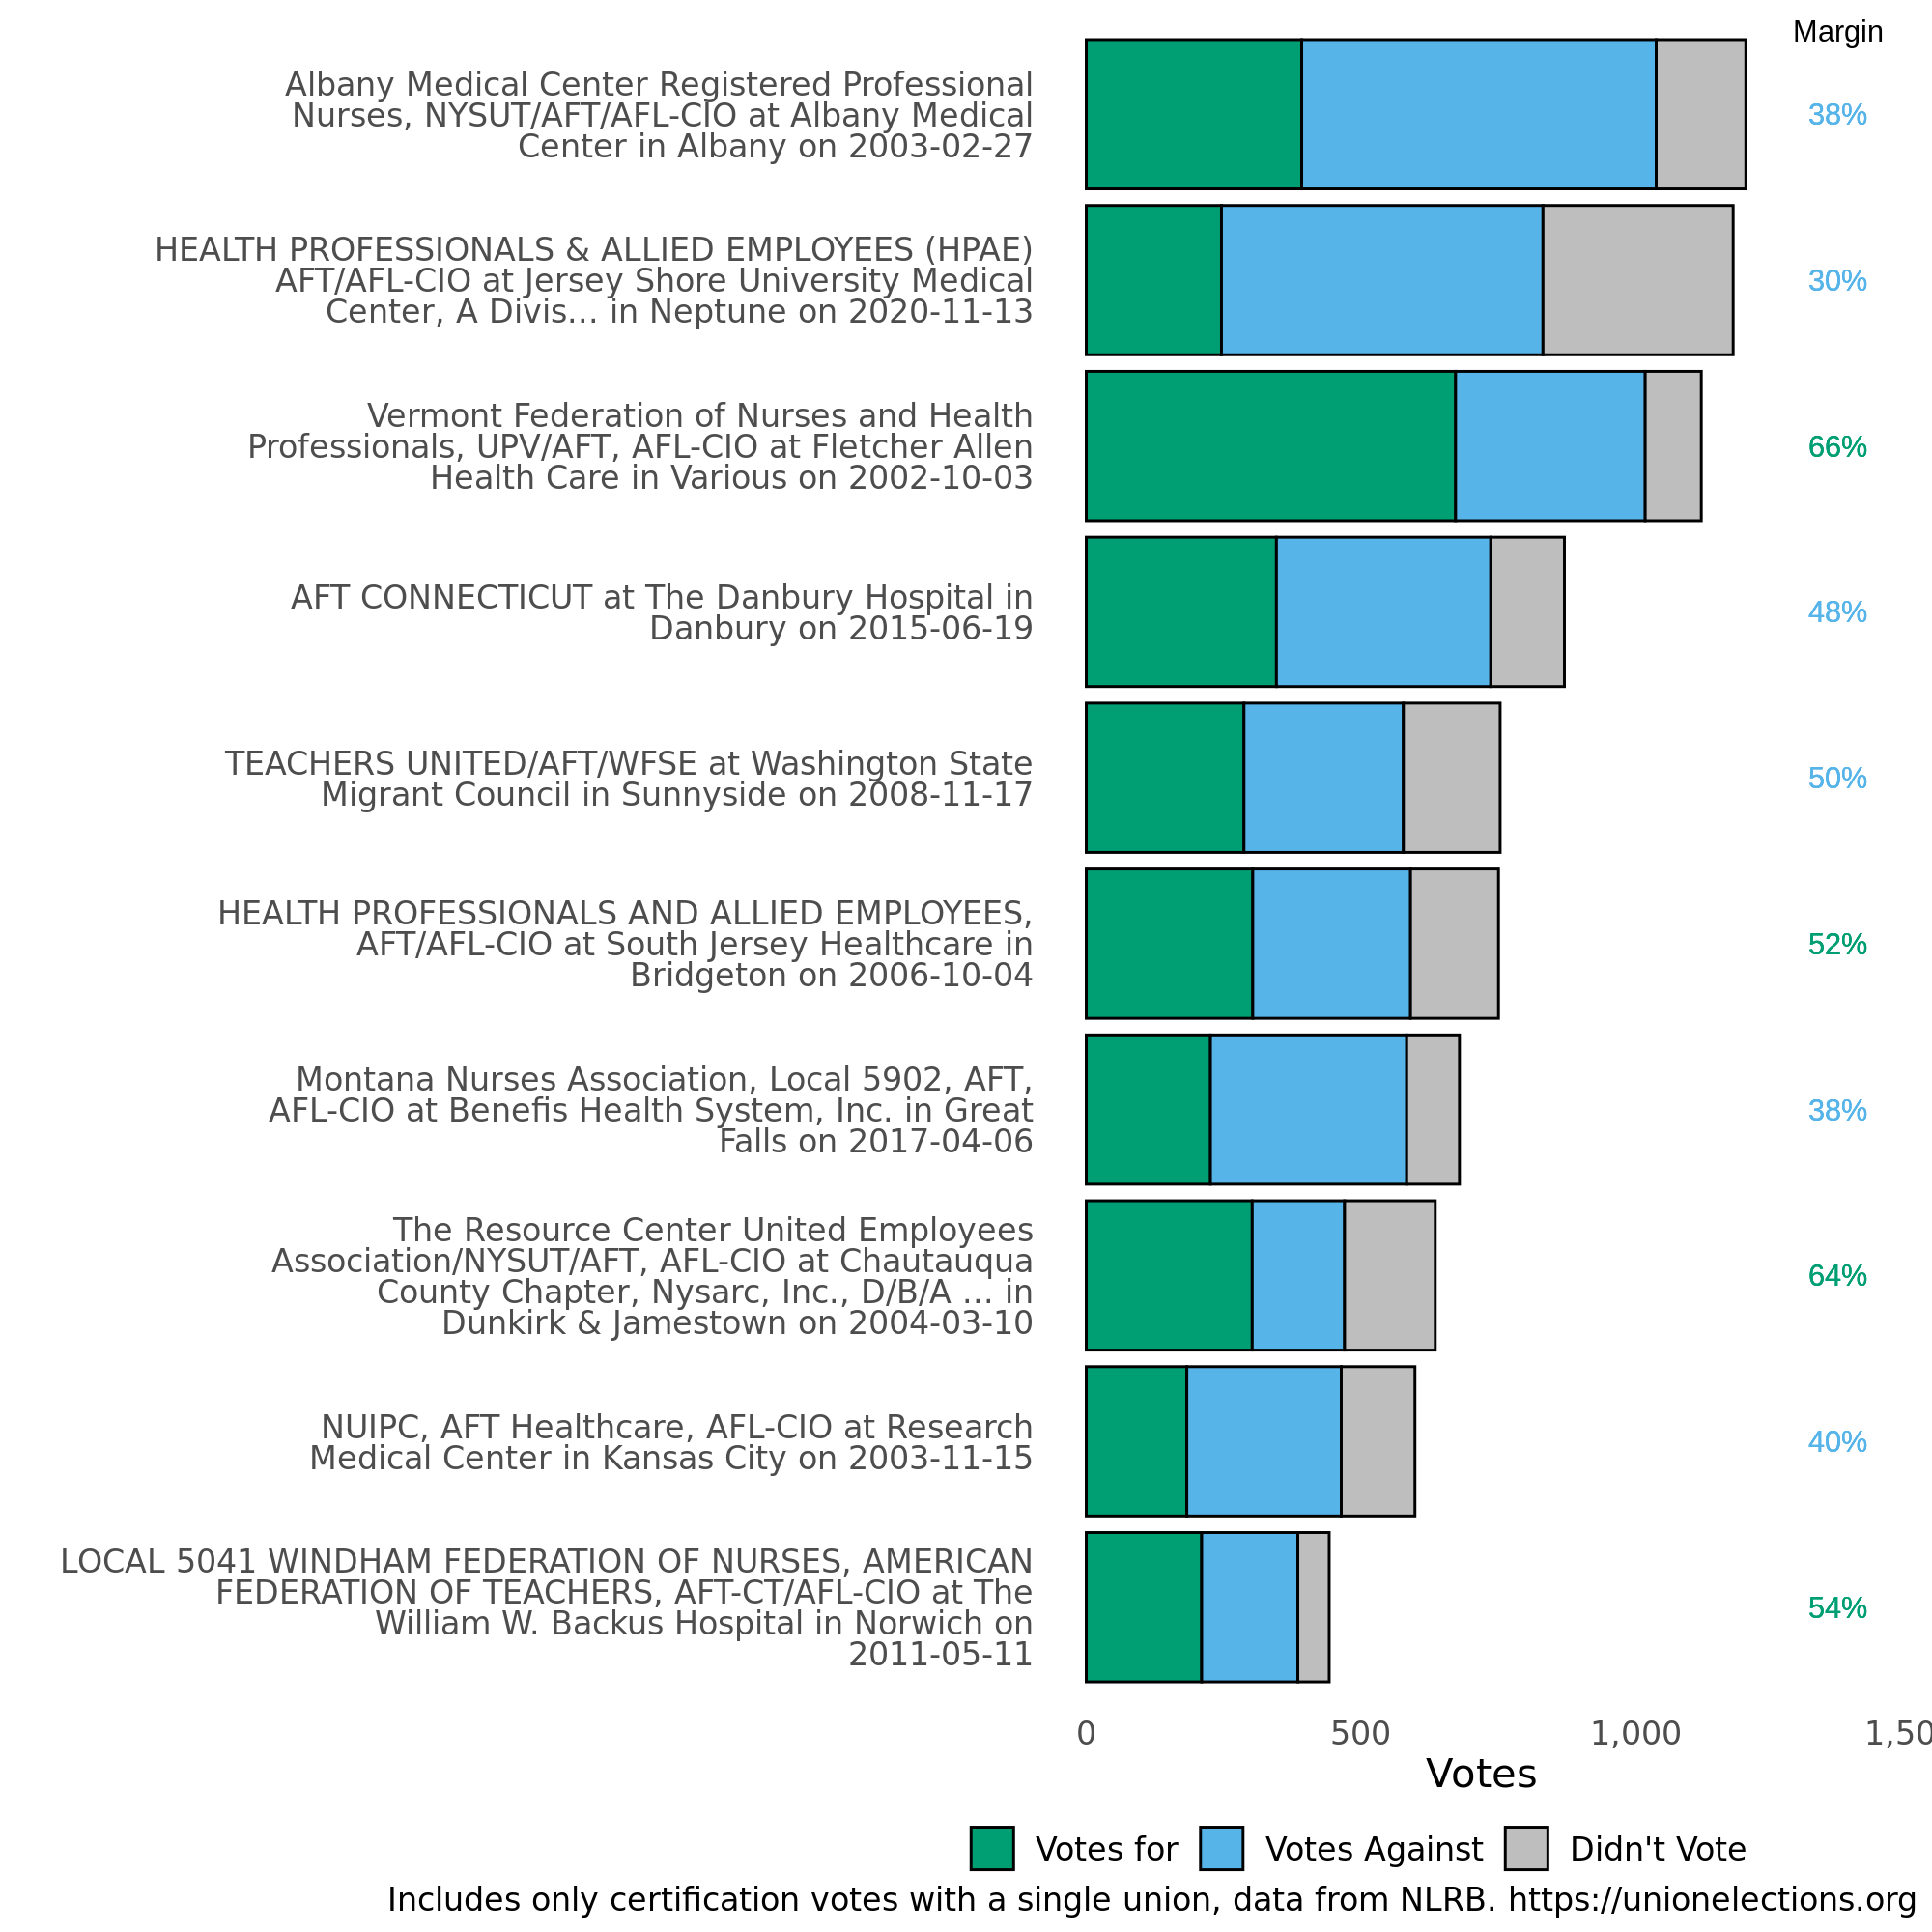 Margin
Albany Medical Center Registered Professional
Nurses, NYSUT/AFT/AFL-CIO at Albany Medical
Center in Albany on 2003-02-27
38%
HEALTH PROFESSIONALS & ALLIED EMPLOYEES (HPAE)
AFT/AFL-CIO at Jersey Shore University Medical
Center, A Divis... in Neptune on 2020-11-13
30%
Vermont Federation of Nurses and Health
Professionals, UPV/AFT, AFL-CIO at Fletcher Allen
Health Care in Various on 2002-10-03
66%
AFT CONNECTICUT at The Danbury Hospital in
Danbury on 2015-06-19
48%
TEACHERS UNITED/AFT/WFSE at Washington State
Migrant Council in Sunnyside on 2008-11-17
50%
HEALTH PROFESSIONALS AND ALLIED EMPLOYEES,
AFT/AFL-CIO at South Jersey Healthcare in
Bridgeton on 2006-10-04
52%
Montana Nurses Association, Local 5902, AFT,
AFL-CIO at Benefis Health System, Inc. in Great
Falls on 2017-04-06
38%
The Resource Center United Employees
Association/NYSUT/AFT, AFL-CIO at Chautauqua
County Chapter, Nysarc, Inc., D/B/A ... in
Dunkirk & Jamestown on 2004-03-10
64%
NUIPC, AFT Healthcare, AFL-CIO at Research
Medical Center in Kansas City on 2003-11-15
40%
LOCAL 5041 WINDHAM FEDERATION OF NURSES, AMERICAN
FEDERATION OF TEACHERS, AFT-CT/AFL-CIO at The
William W. Backus Hospital in Norwich on
2011-05-11
54%
0 500 1,000 1,50
Votes
Votes for Votes Against Didn't Vote
Includes only certification votes with a single union, data from NLRB. https://unionelections.org